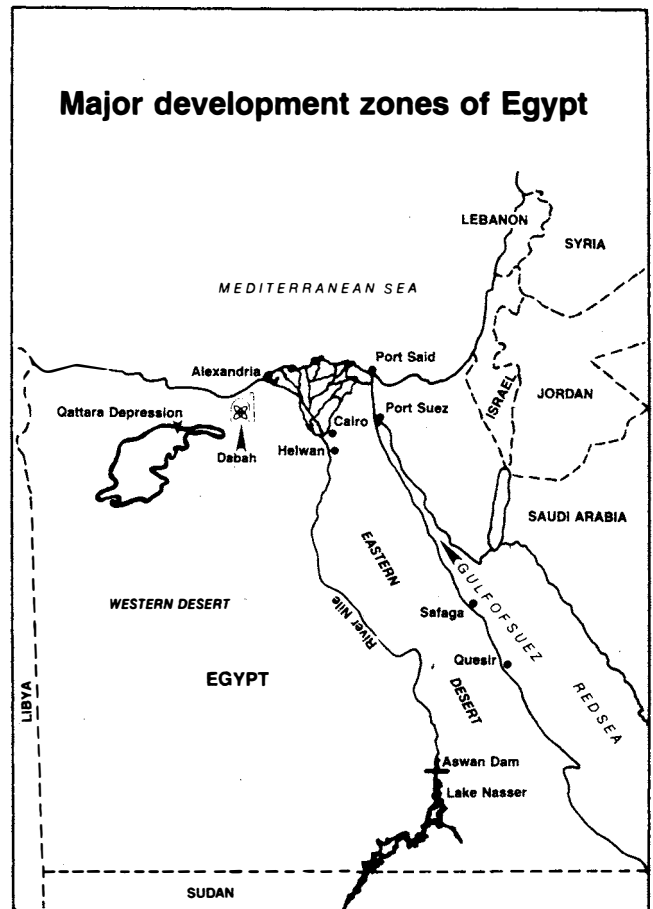 Major development zones of Egypt
LEBANON
SYRIA
MEDITERRANEAN SEA
Alexandria
Port Said
Qattara Depression
Port Suez
ISRAEL
JORDAN
Cairo
Dabah
Helwan
SAUDI ARABIA
EASTERN
GULF OF SUEZ
WESTERN DESERT
River Nile
Safaga
EGYPT
Quesir
RED SEA
DESERT
LIBYA
Aswan Dam
Lake Nasser
SUDAN